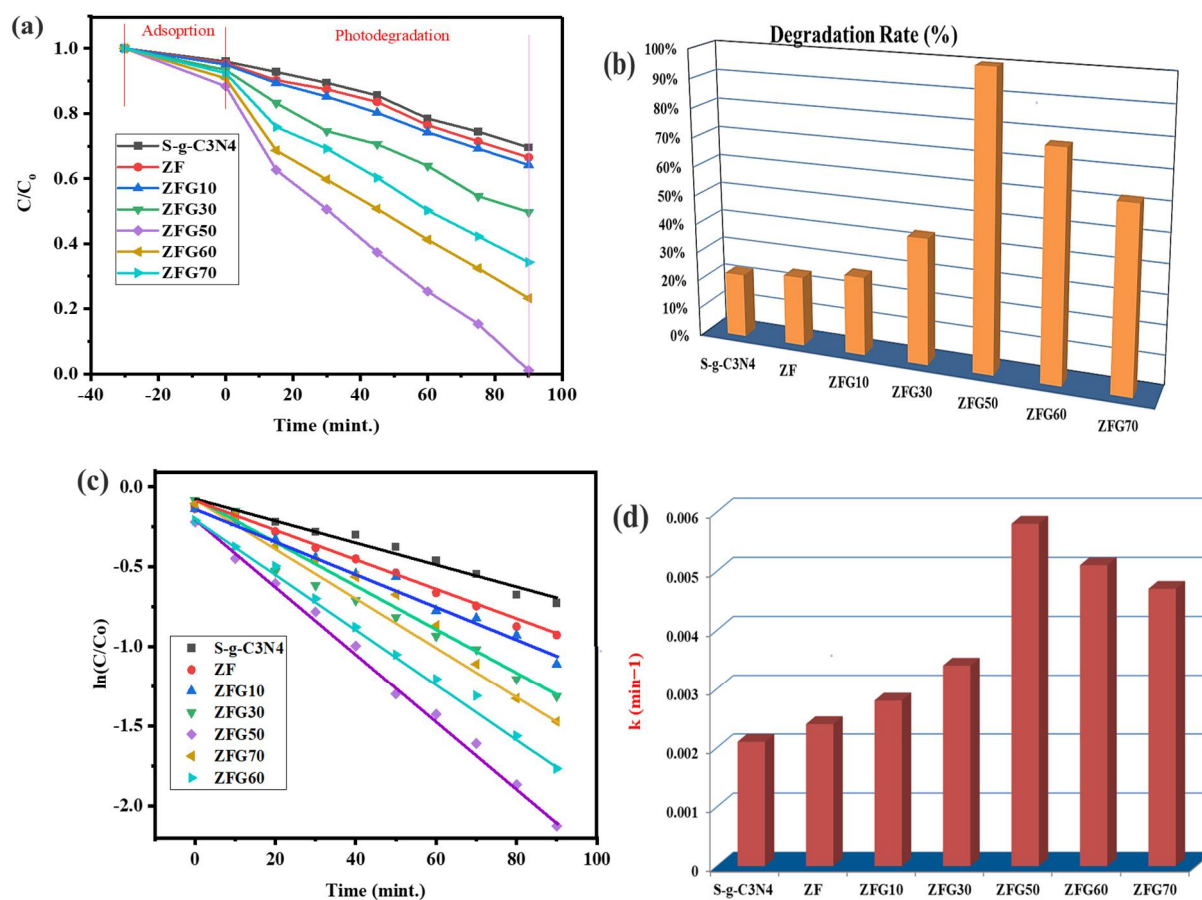 (a)
Adsoprtion
Photodegradation
1.0
0.8
0.6
0.4
0.2
0.0
C/C0
S-g-C3N4
ZF
ZFG10
ZFG30
ZFG50
ZFG60
ZFG70
-40
-20
0
20
40
60
80
100
Time (mint.)
(b)
Degradation Rate (%)
100%
90%
80%
70%
60%
50%
40%
30%
20%
10%
0%
S-g-C3N4
ZF
ZFG10
ZFG30
ZFG50
ZFG60
ZFG70
(c)
0.0
-0.5
-1.0
-1.5
-2.0
ln(C/Co)
S-g-C3N4
ZF
ZFG10
ZFG30
ZFG50
ZFG70
ZFG60
0
20
40
60
80
100
Time (mint.)
(d)
0.006
0.005
0.004
0.003
0.002
0.001
0
k (min−1)
S-g-C3N4
ZF
ZFG10
ZFG30
ZFG50
ZFG60
ZFG70